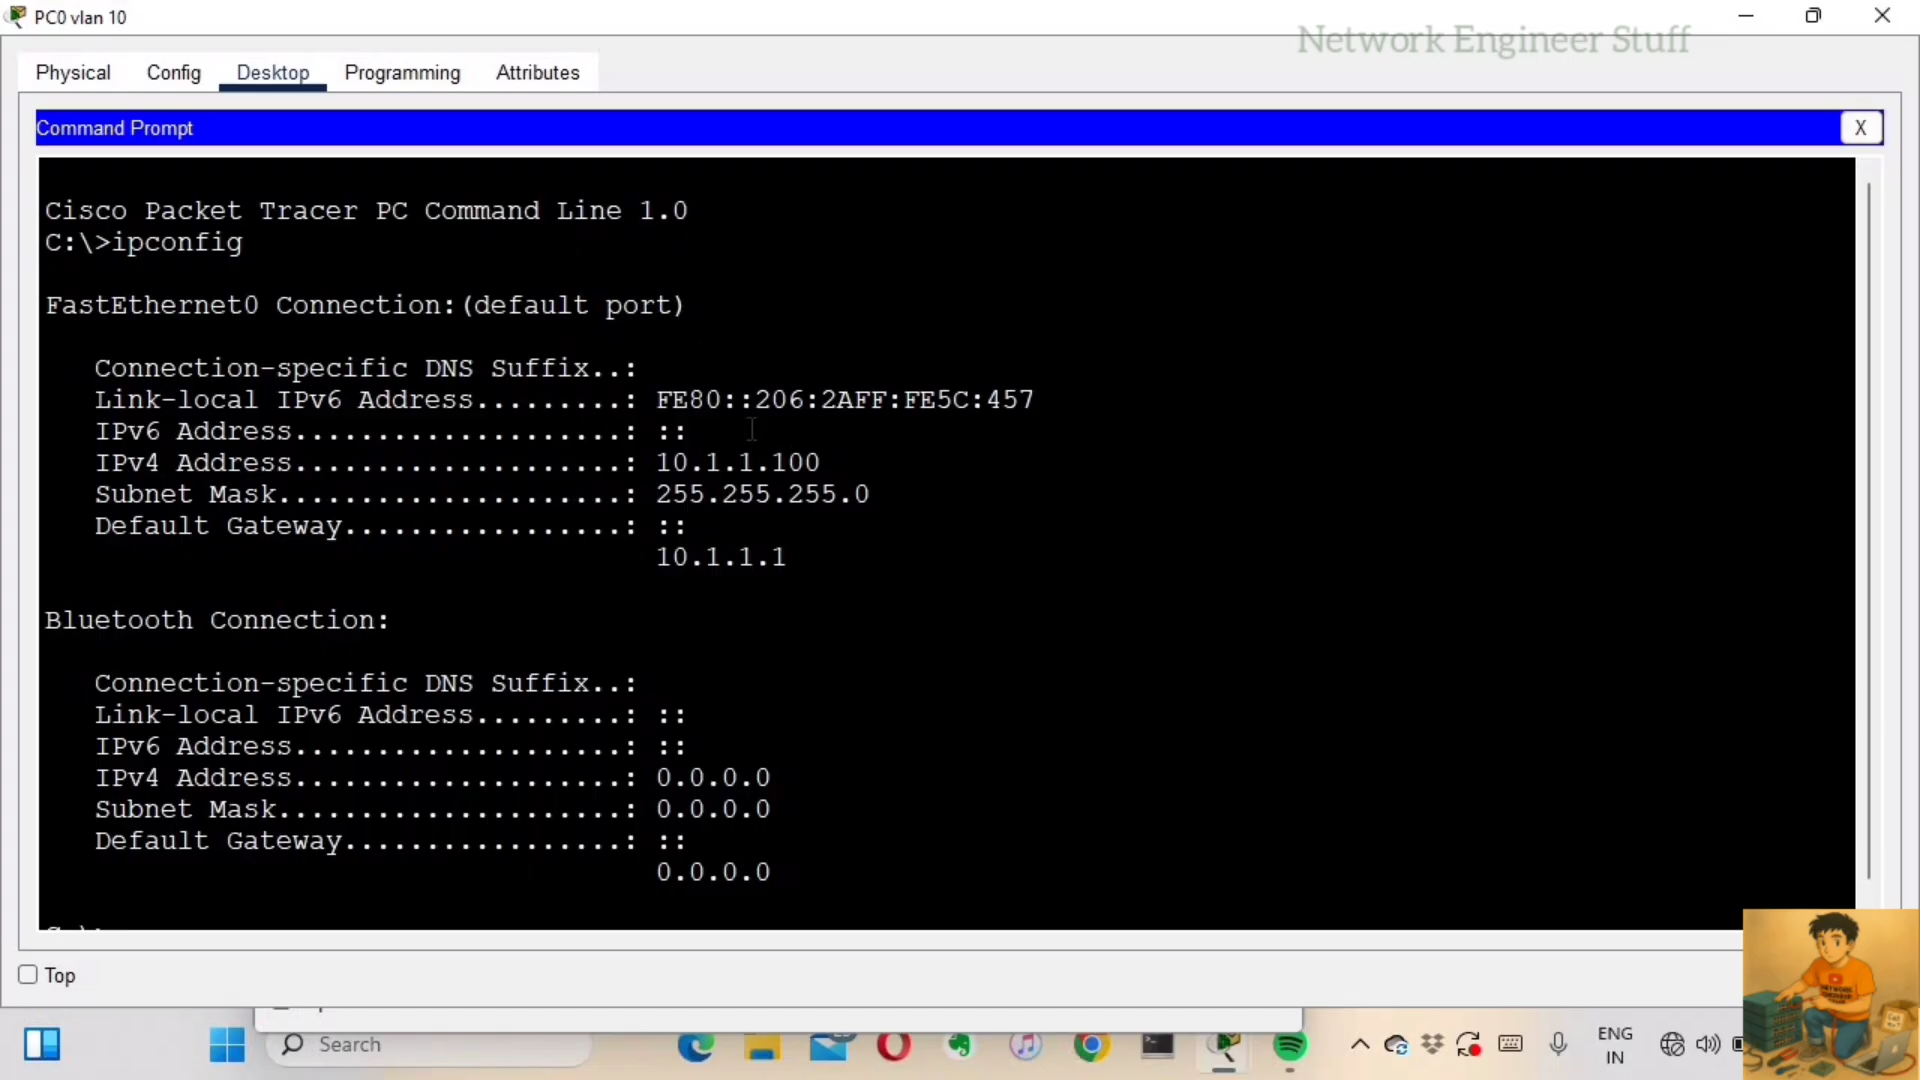 PC0 vlan 10
Network Engineer Stuff
Physical Config Desktop Programming Attributes
Command Prompt
X
Cisco Packet Tracer PC Command Line 1.0
C:\>ipconfig
FastEthernet0 Connection:(default port)
Connection-specific DNS Suffix..:
Link-local IPv6 Address.........: FE80::206:2AFF:FE5C:457
IPv6 Address....................: ::
IPv4 Address....................: 10.1.1.100
Subnet Mask.....................: 255.255.255.0
Default Gateway.................: ::
10.1.1.1
Bluetooth Connection:
Connection-specific DNS Suffix..:
Link-local IPv6 Address.........: ::
IPv6 Address....................: ::
IPv4 Address....................: 0.0.0.0
Subnet Mask.....................: 0.0.0.0
Default Gateway.................: ::
0.0.0.0
Top
Search
ENG
IN